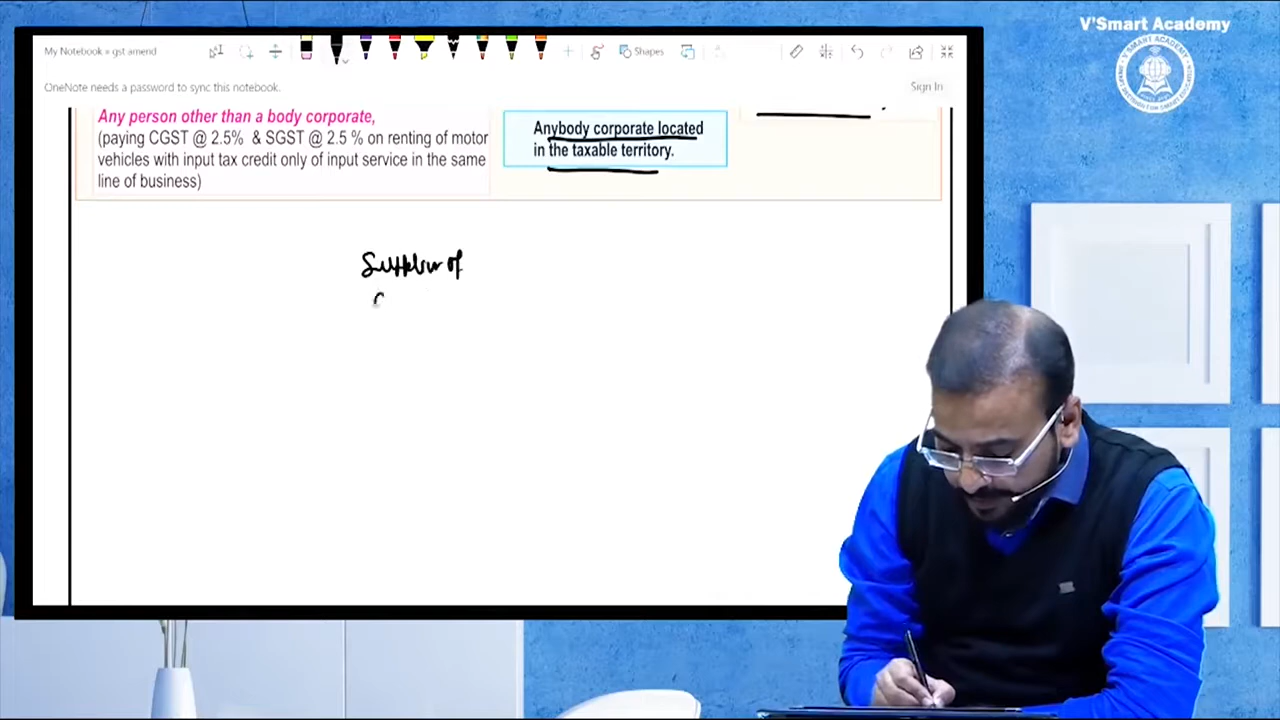 V'Smart Academy
My Notebook » gst amend
Shapes
OneNote needs a password to sync this notebook.
Sign In
Any person other than a body corporate,
(paying CGST @ 2.5% & SGST @ 2.5 % on renting of motor
vehicles with input tax credit only of input service in the same
line of business)
Anybody corporate located
in the taxable territory.
of